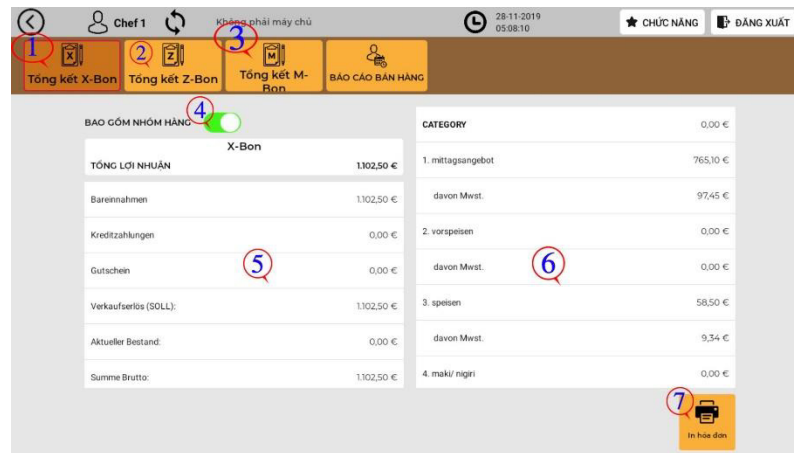 Chef 1
Không phải máy chủ
28-11-2019
05:08:10
CHỨC NĂNG
ĐĂNG XUẤT
1
X
Tổng kết X-Bon
2
Z
Tổng kết Z-Bon
3
M
Tổng kết M-
Bon
BÁO CÁO BÁN HÀNG
BAO GỒM NHÓM HÀNG
4
X-Bon
TỔNG LỢI NHUẬN 1.102,50 €
Bareinnahmen 1.102,50 €
Kreditzahlungen 0,00 €
Gutschein 0,00 €
5
Verkaufserlös (SOLL): 1.102,50 €
Aktueller Bestand: 0,00 €
Summe Brutto: 1.102,50 €
CATEGORY 0,00 €
1. mittagsangebot 765,10 €
davon Mwst. 97,45 €
2. vorspeisen 0,00 €
davon Mwst. 0,00 €
6
3. speisen 58,50 €
davon Mwst. 9,34 €
4. maki/ nigiri 0,00 €
7
In hóa đơn